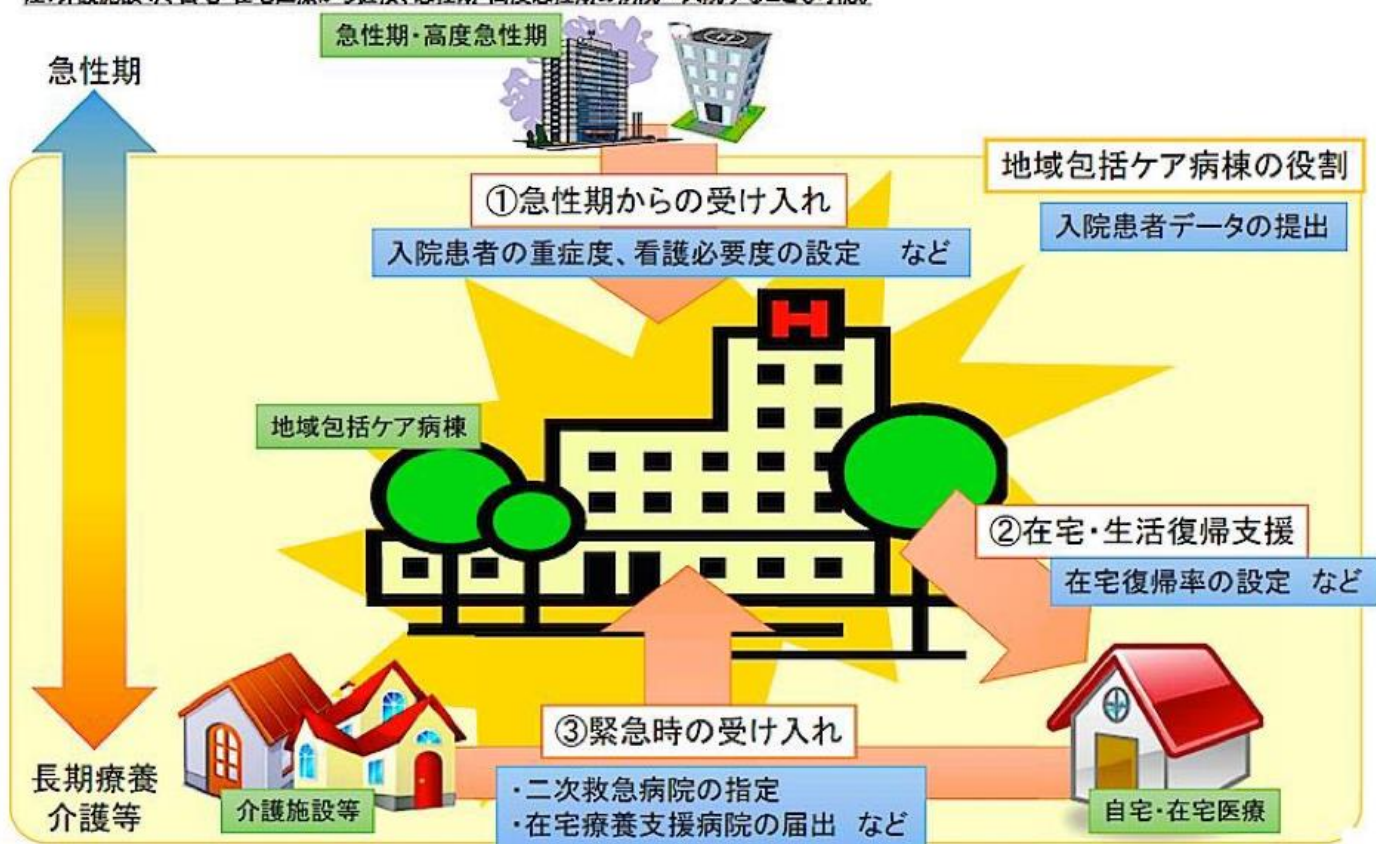 急性期・高度急性期
急性期
地域包括ケア病棟の役割
①急性期からの受け入れ
入院患者データの提出
入院患者の重症度、看護必要度の設定　など
H
地域包括ケア病棟
②在宅・生活復帰支援
在宅復帰率の設定　など
③緊急時の受け入れ
・二次救急病院の指定
・在宅療養支援病院の届出　など
長期療養
介護等
介護施設等
自宅・在宅医療